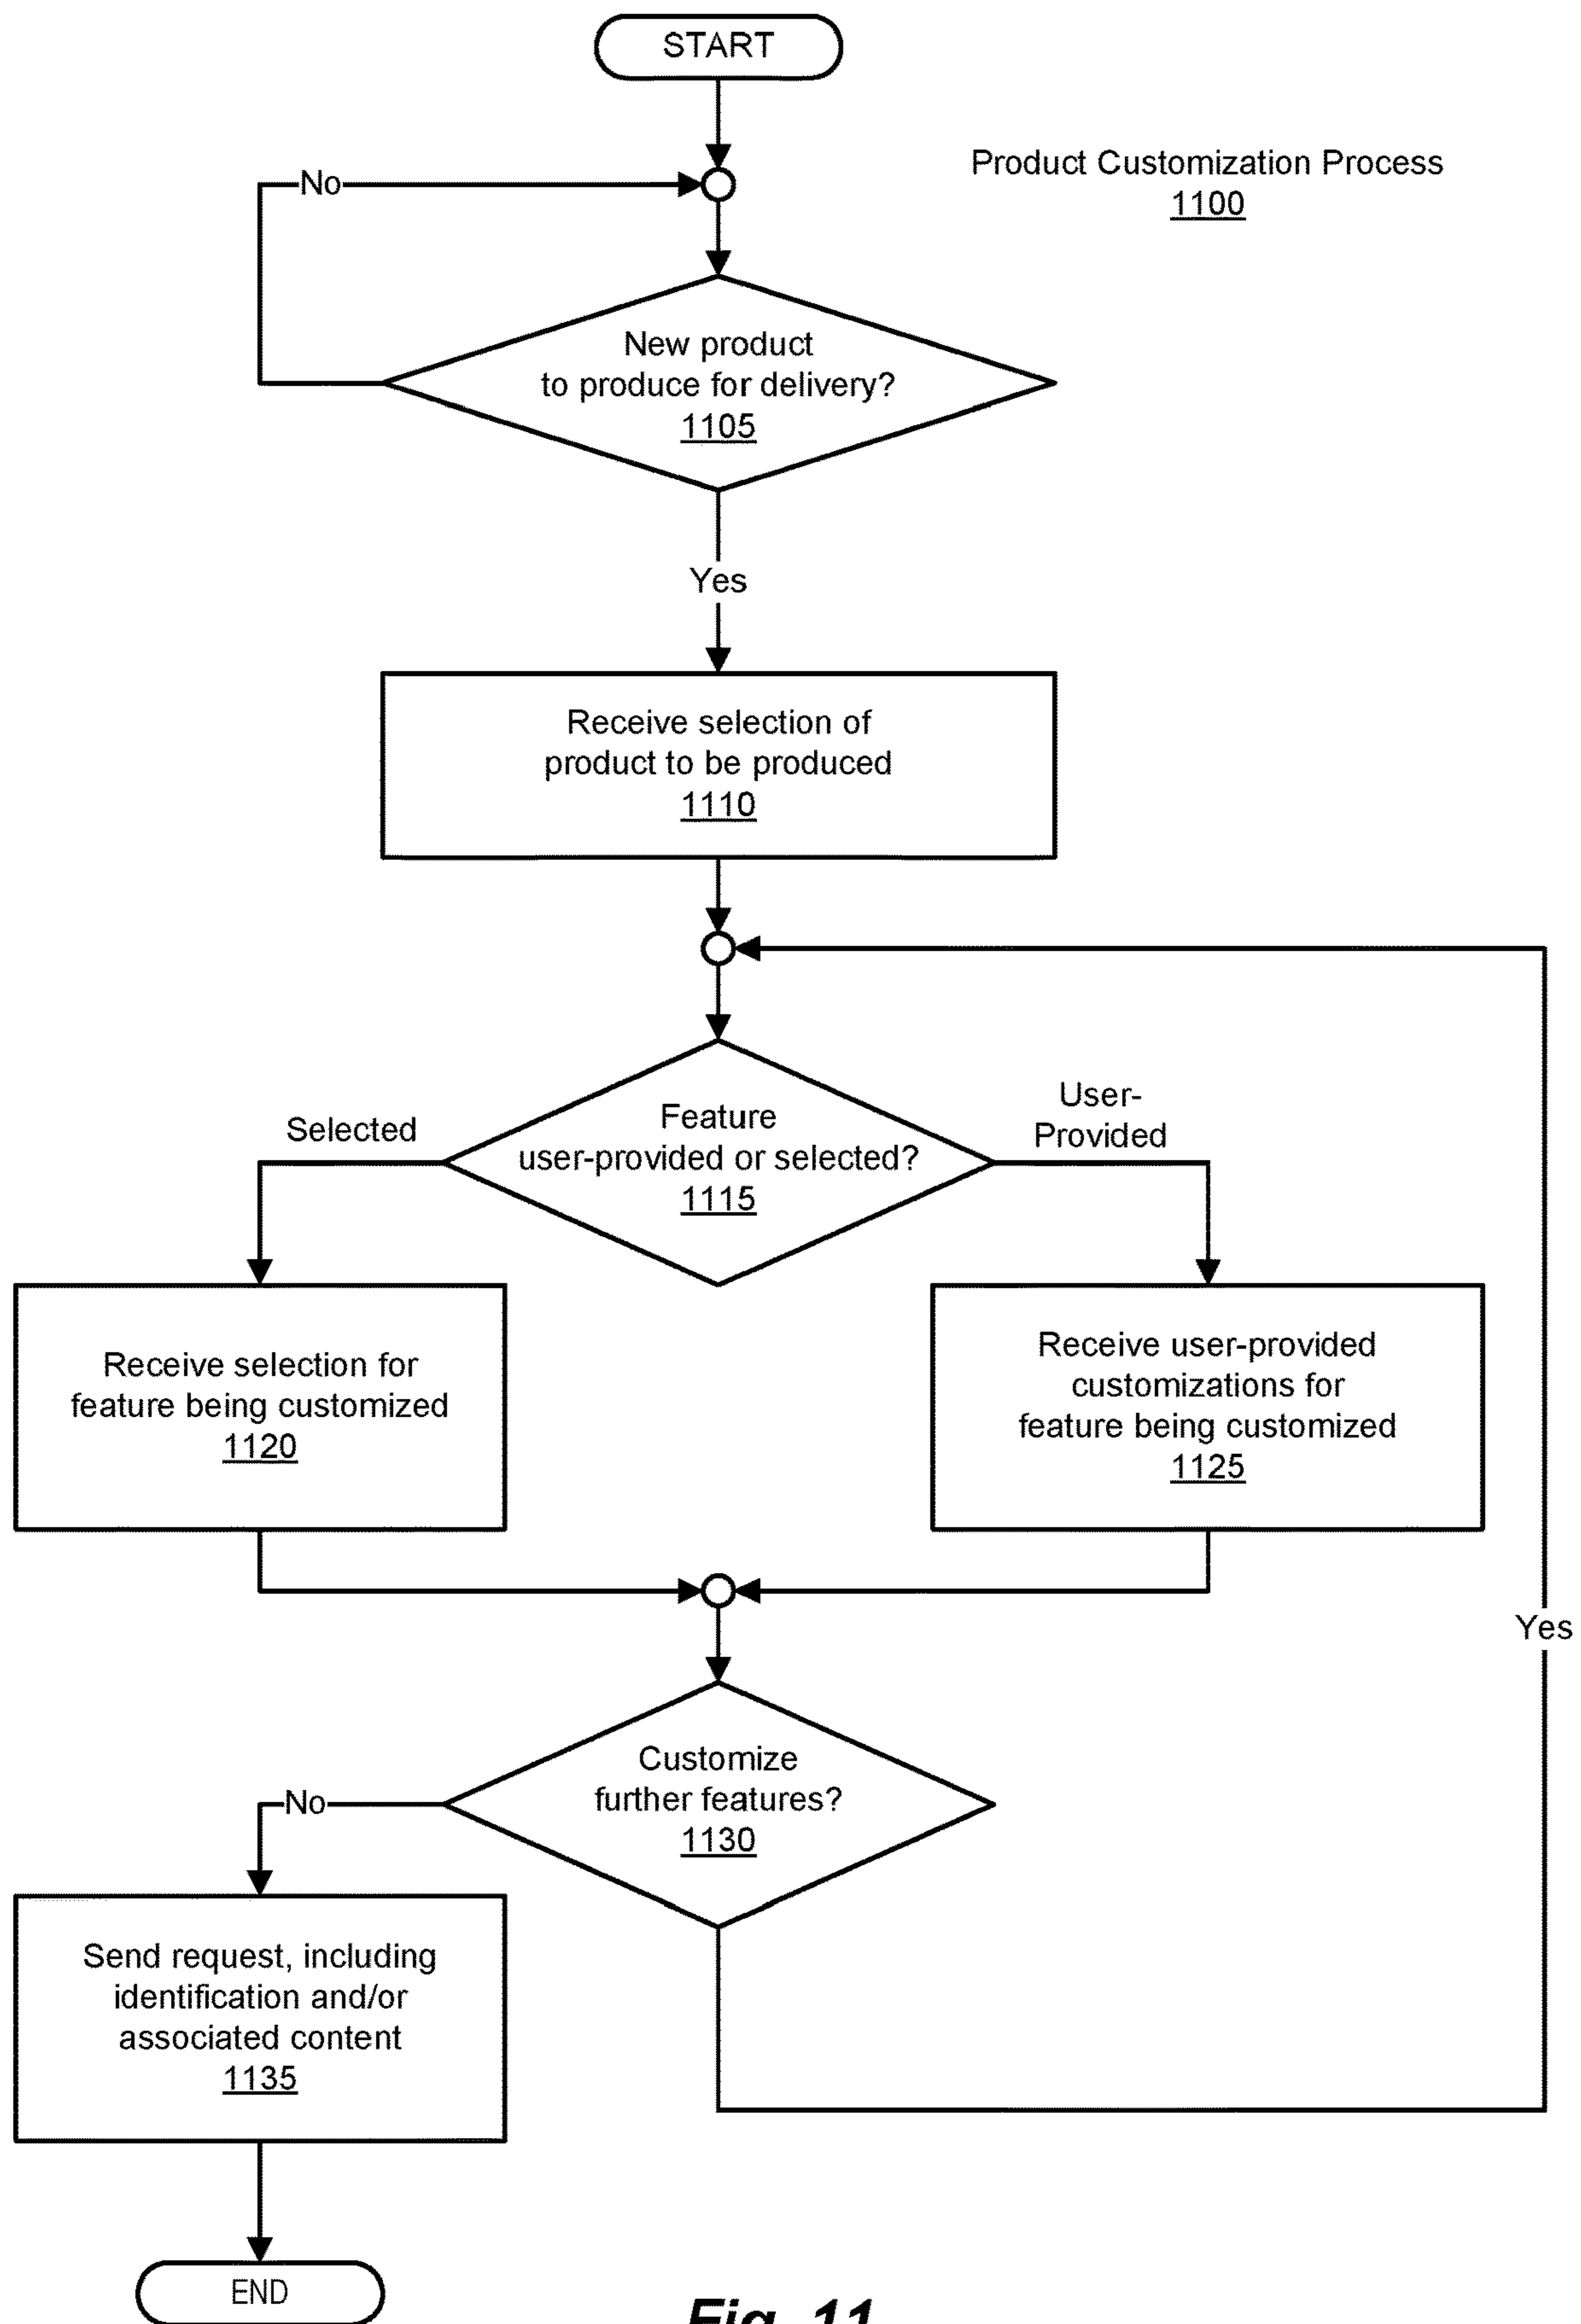 START
No
Product Customization Process
1100
New product
to produce for delivery?
1105
Yes
Receive selection of
product to be produced
1110
Selected
Feature
user-provided or selected?
1115
User-
Provided
Receive selection for
feature being customized
1120
Receive user-provided
customizations for
feature being customized
1125
Yes
Customize
further features?
1130
No
Send request, including
identification and/or
associated content
1135
END
Fig. 11